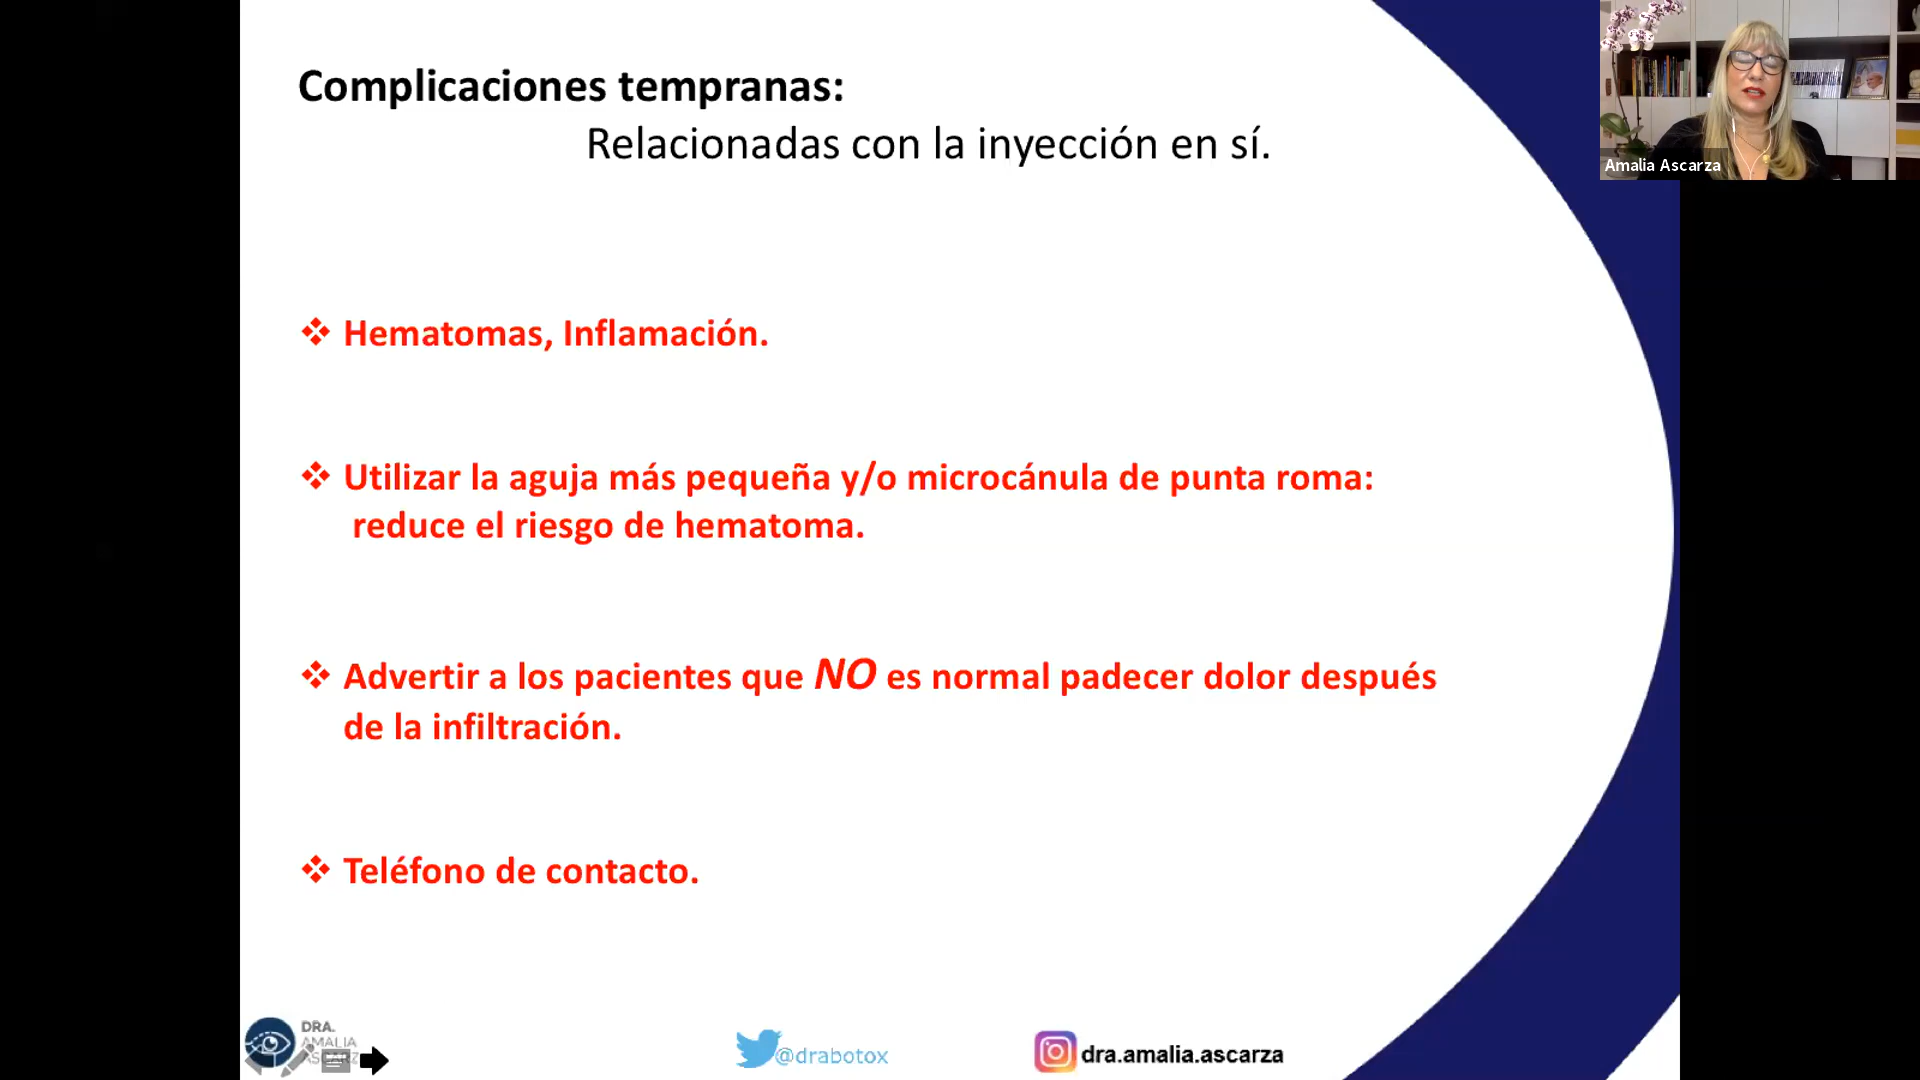 Complicaciones tempranas:
Relacionadas con la inyección en sí.
Amalia Ascarza
❖ Hematomas, Inflamación.
❖ Utilizar la aguja más pequeña y/o microcánula de punta roma:
reduce el riesgo de hematoma.
❖ Advertir a los pacientes que NO es normal padecer dolor después
de la infiltración.
❖ Teléfono de contacto.
DRA.
AMALIA
@drabotox
dra.amalia.ascarza